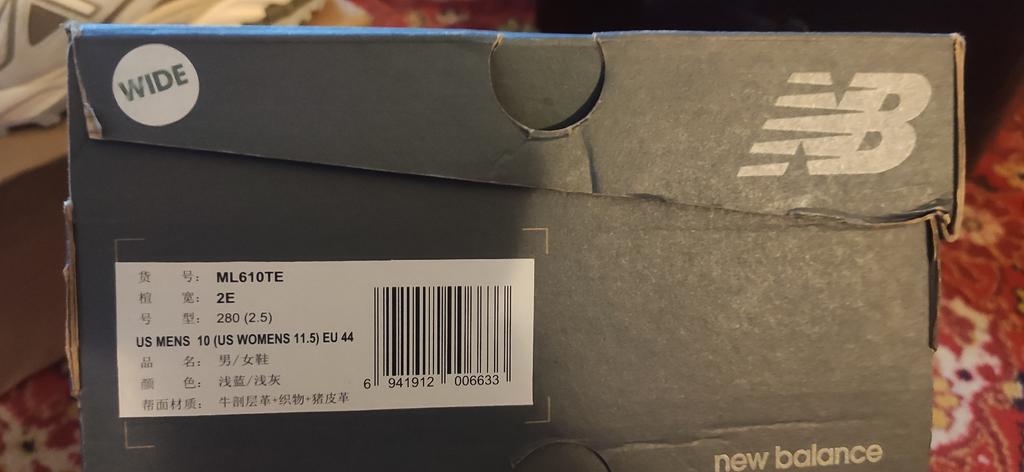 WIDE
NB
货 号: ML610TE
楦 宽: 2E
号 型: 280 (2.5)
US MENS 10 (US WOMENS 11.5) EU 44
品 名: 男/女鞋
颜 色: 浅蓝/浅灰
帮面材质: 牛剖层革+织物+猪皮革
6 941912 006633
new balance